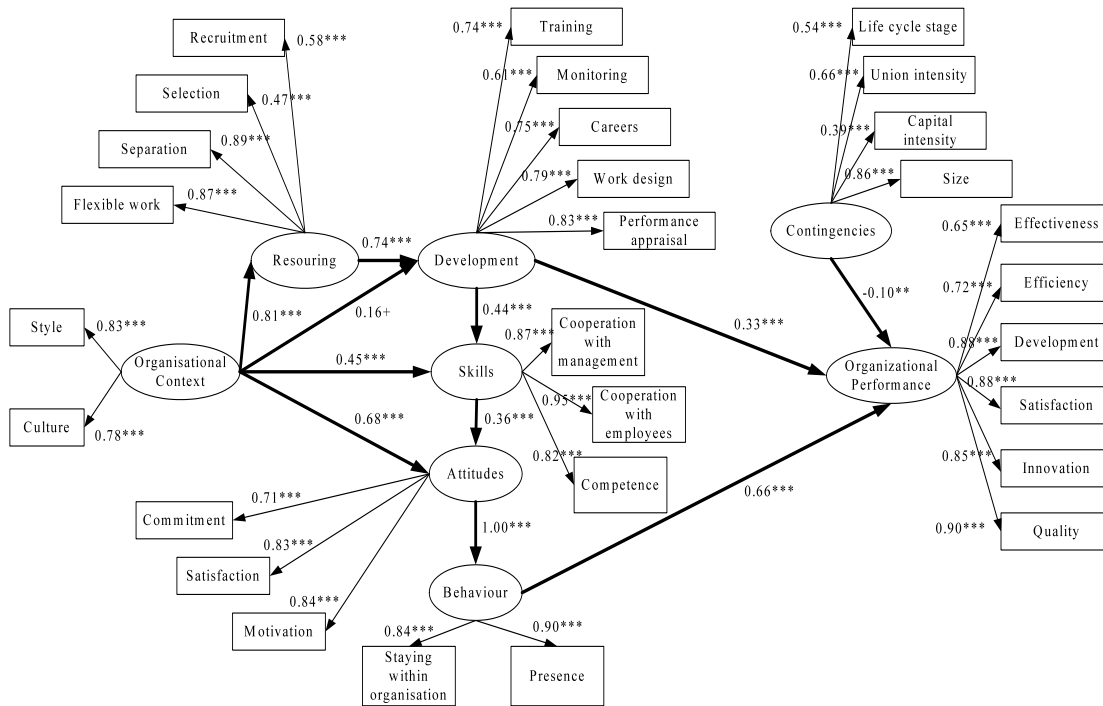 Recruitment
0.58***
Selection
0.47***
Separation
0.89***
Flexible work
0.87***
Resouring
0.74***
Training
0.74***
Monitoring
0.61***
Careers
0.75***
Work design
0.79***
Performance
appraisal
0.83***
Development
Life cycle stage
0.54***
Union intensity
0.66***
Capital
intensity
0.39***
Size
0.86***
Contingencies
-0.10**
Style
0.83***
Culture
0.78***
Organisational
Context
0.81***
0.16+
0.45***
0.68***
0.44***
0.33***
Skills
Cooperation
with
management
0.87***
Cooperation
with
employees
0.95***
Competence
0.82***
0.36***
Attitudes
Commitment
0.71***
Satisfaction
0.83***
Motivation
0.84***
1.00***
Behaviour
0.66***
Staying
within
organisation
0.84***
Presence
0.90***
Organizational
Performance
Effectiveness
0.65***
Efficiency
0.72***
Development
0.88***
Satisfaction
0.88***
Innovation
0.85***
Quality
0.90***